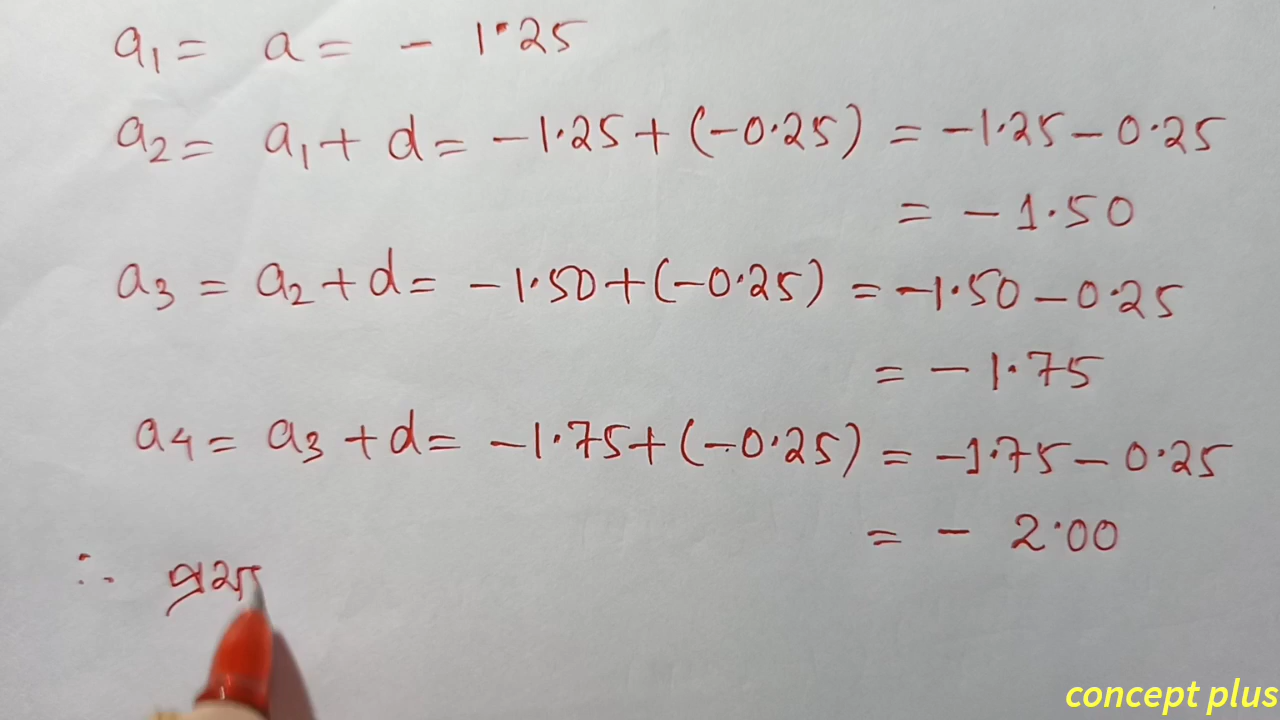 a₁ = a = - 1.25
a₂ = a₁ + d = -1.25 + (-0.25) = -1.25 - 0.25
= -1.50
a₃ = a₂ + d = -1.50 + (-0.25) = -1.50 - 0.25
= -1.75
a₄ = a₃ + d = -1.75 + (-0.25) = -1.75 - 0.25
= - 2.00
∴
concept plus